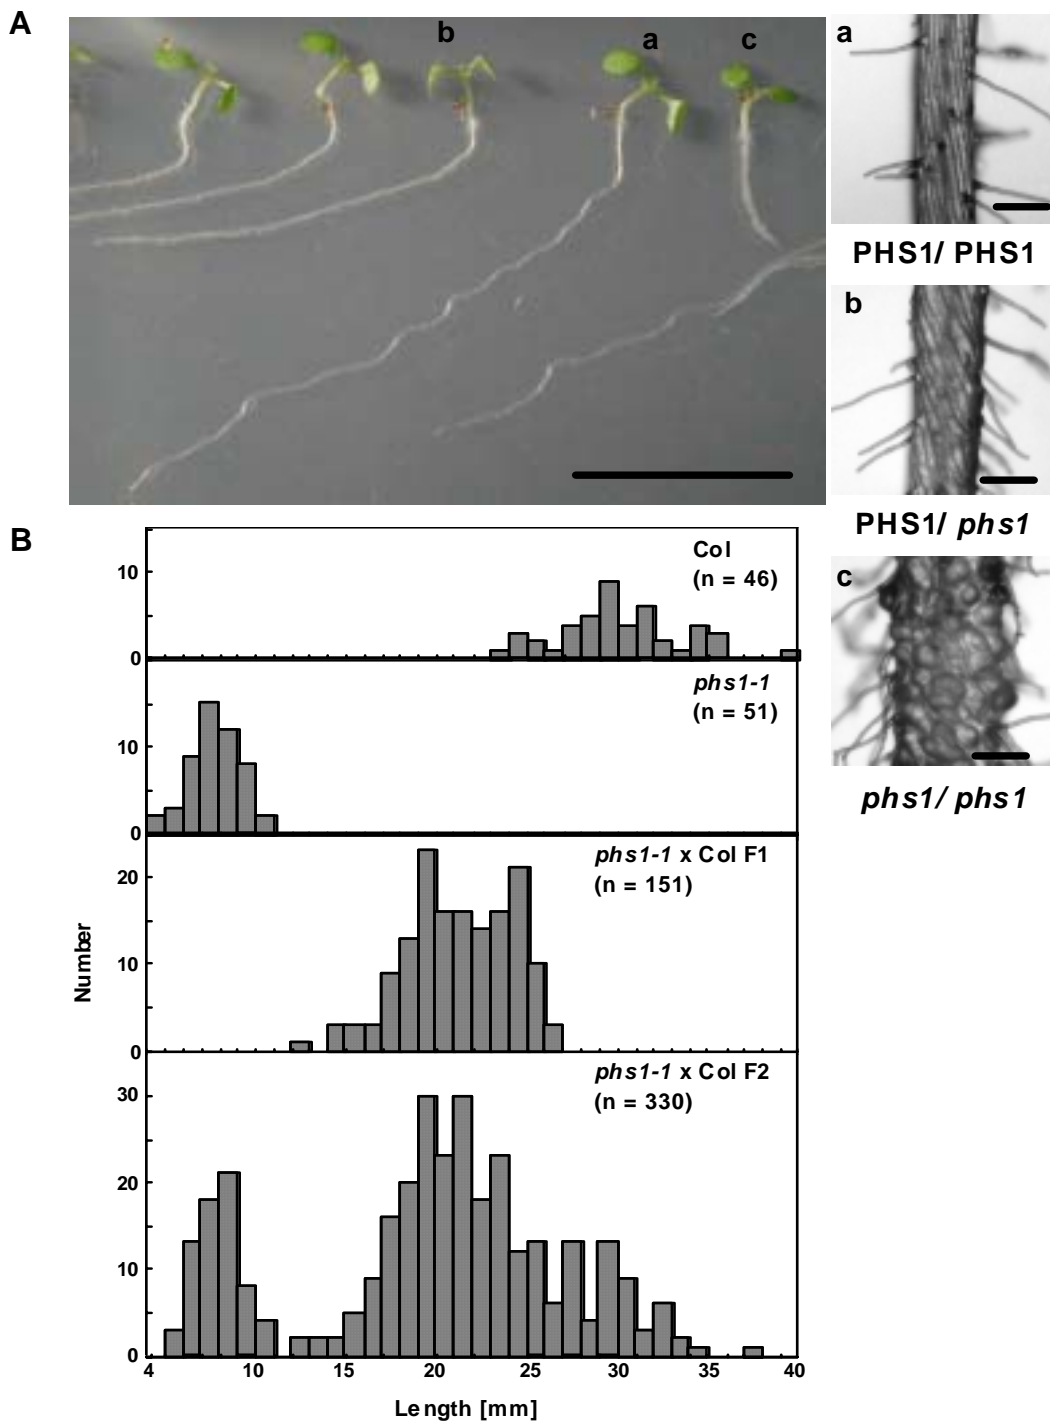 A
b
a
c
a
PHS1/ PHS1
b
PHS1/ phs1
c
phs1/ phs1
B
Col
(n = 46)
10
0
phs1-1
(n = 51)
10
0
phs1-1 x Col F1
(n = 151)
20
10
0
phs1-1 x Col F2
(n = 330)
30
20
10
0
Number
4 10 15 20 25 30 35 40
Length [mm]